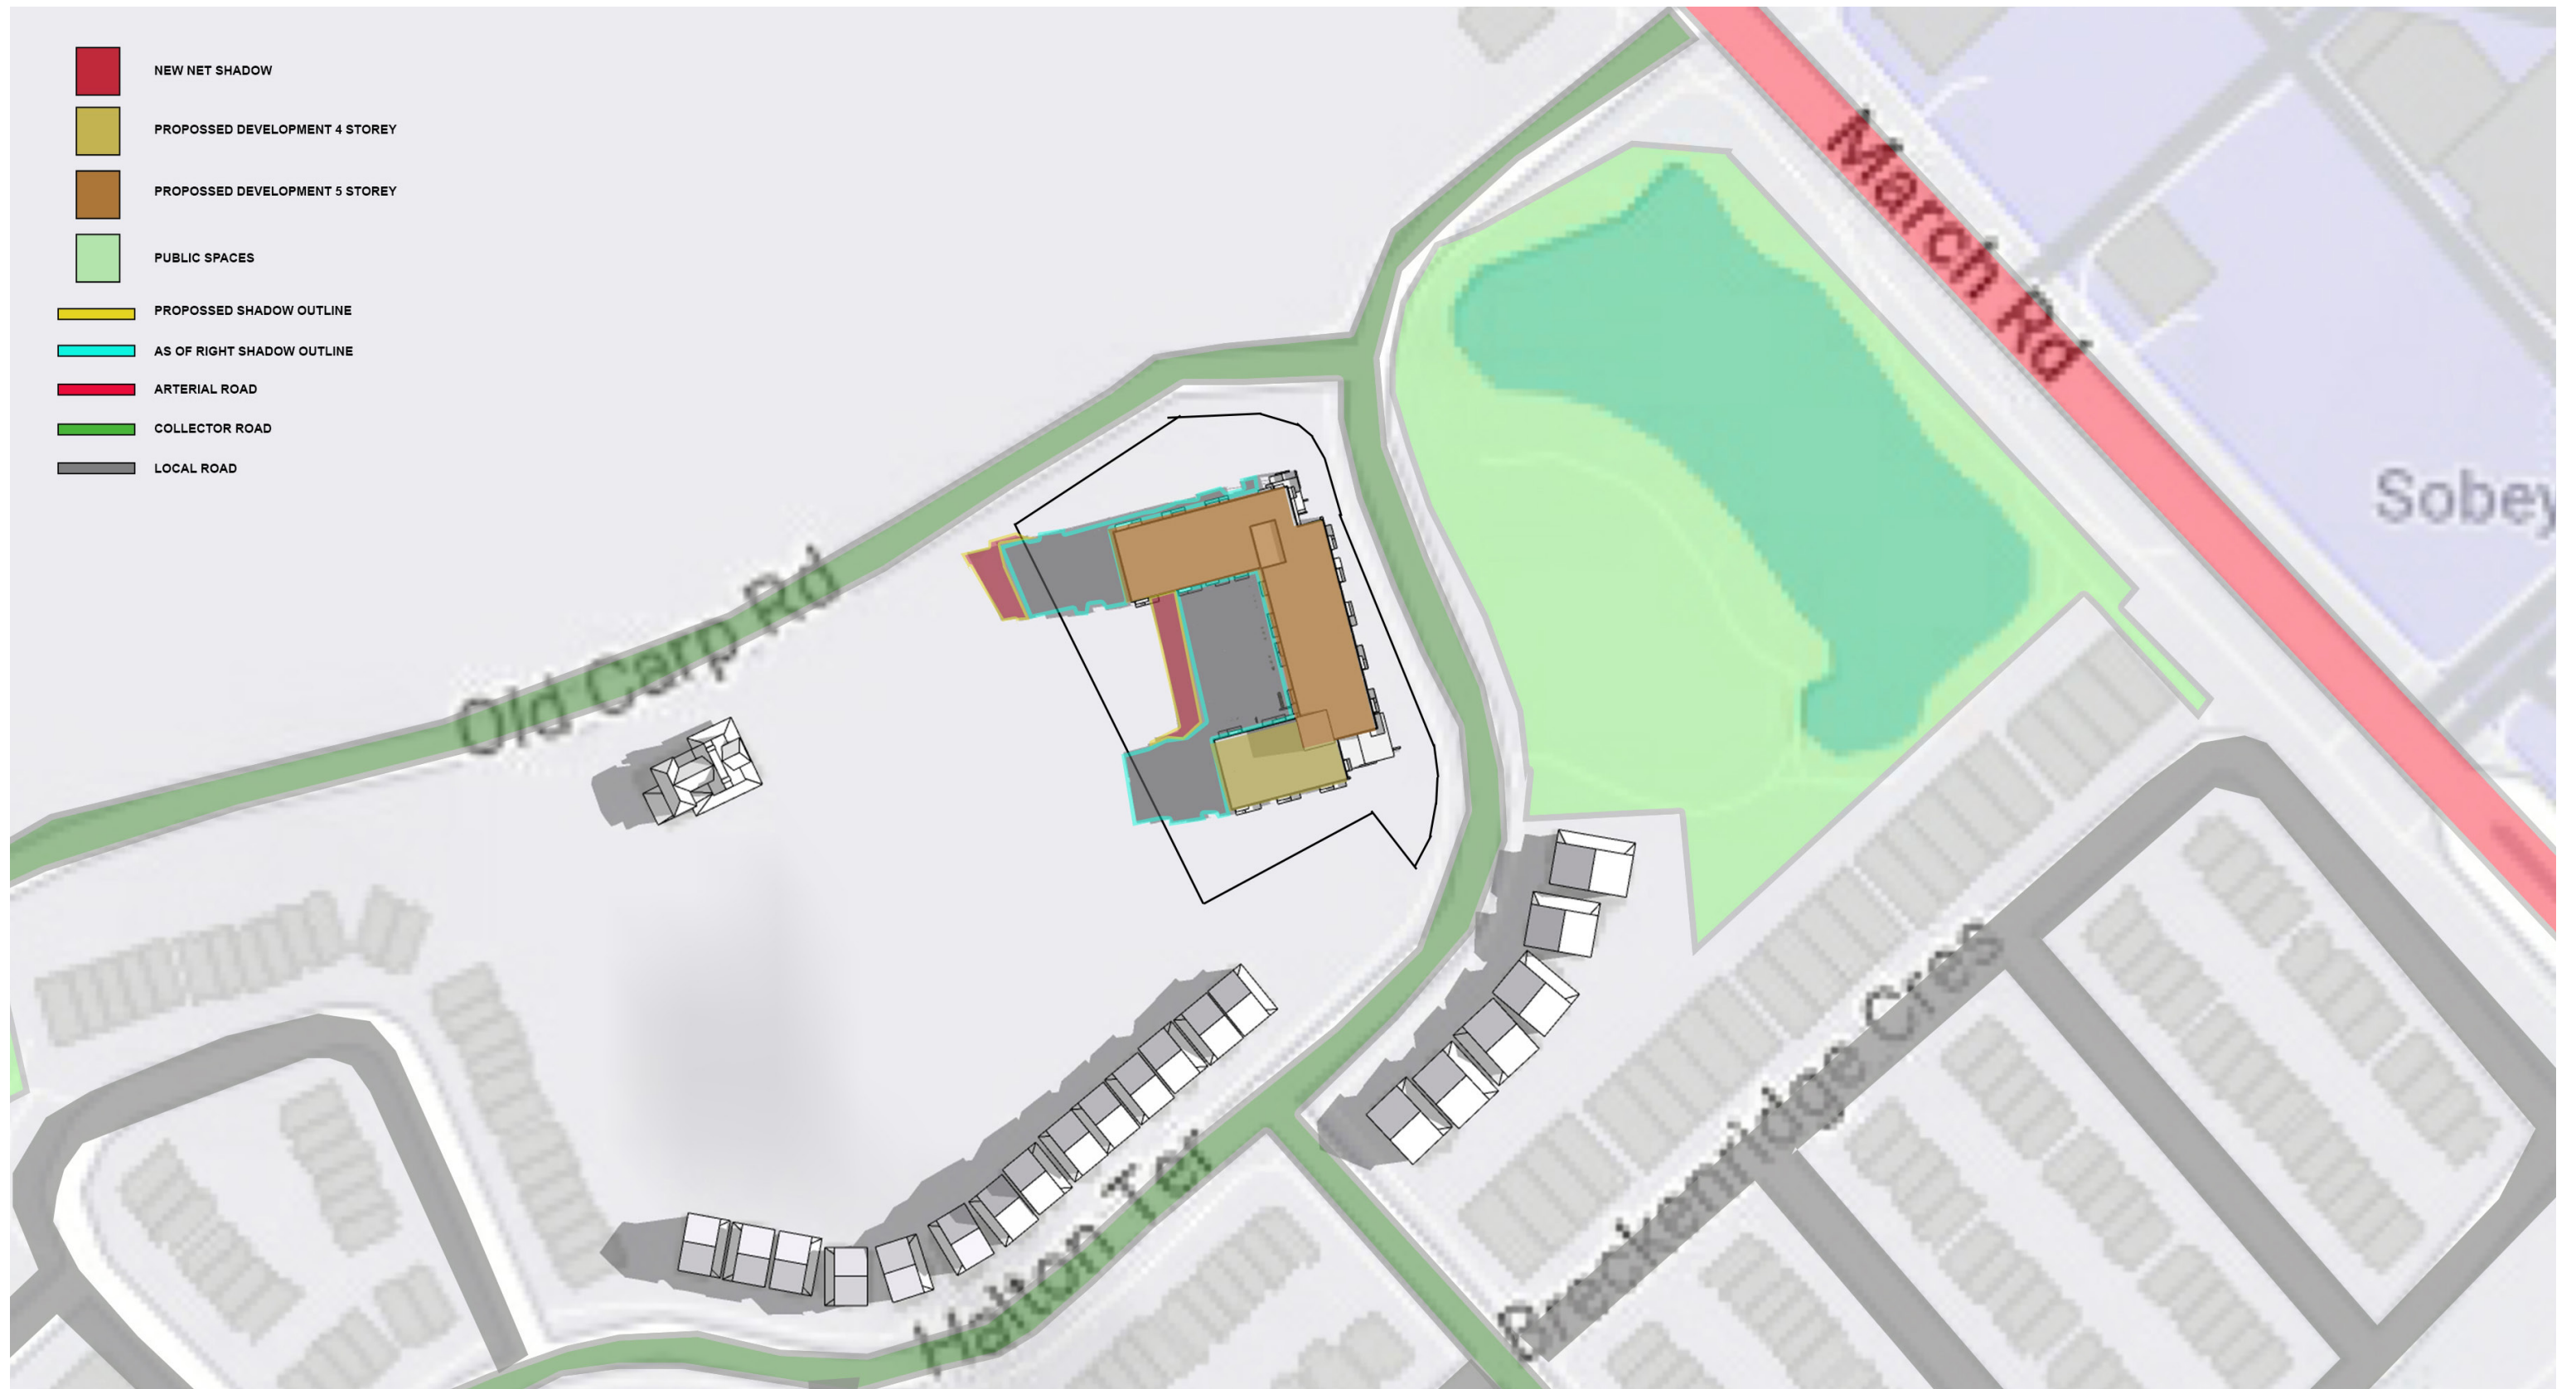 NEW NET SHADOW
PROPOSSED DEVELOPMENT 4 STOREY
PROPOSSED DEVELOPMENT 5 STOREY
PUBLIC SPACES
PROPOSSED SHADOW OUTLINE
AS OF RIGHT SHADOW OUTLINE
ARTERIAL ROAD
COLLECTOR ROAD
LOCAL ROAD
March Rd
Sobey
Old Carp Rd
Halton Ter
Brackenridge Cres